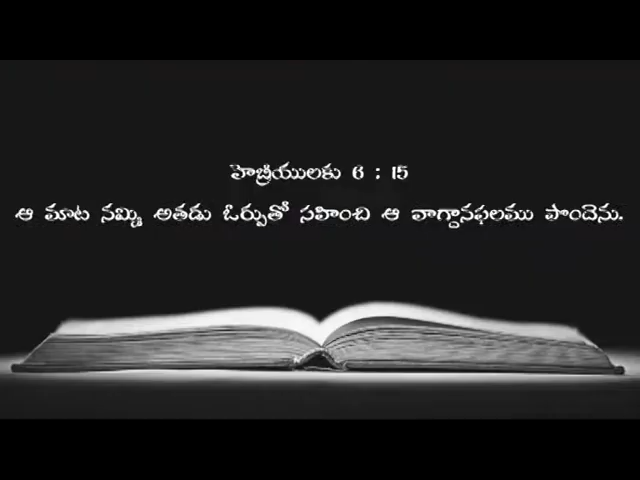 హెబ్రీయులకు 6 : 15
ఆ మాట నమ్మి అతడు ఓర్పుతో సహించి ఆ వాగ్దానఫలము పొందెను.